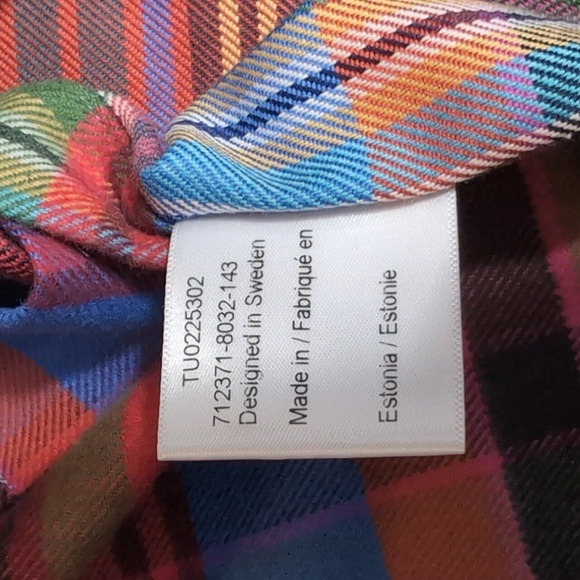 TU0225302
712371-8032-143
Designed in Sweden
Made in / Fabriqué en
Estonia / Estonie